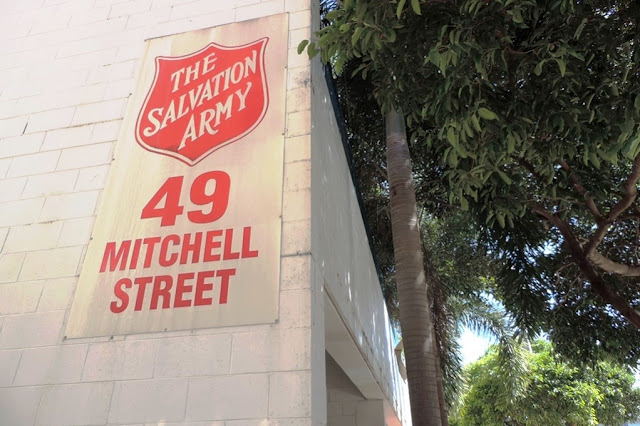 THE
SALVATION
ARMY
49
MITCHELL
STREET